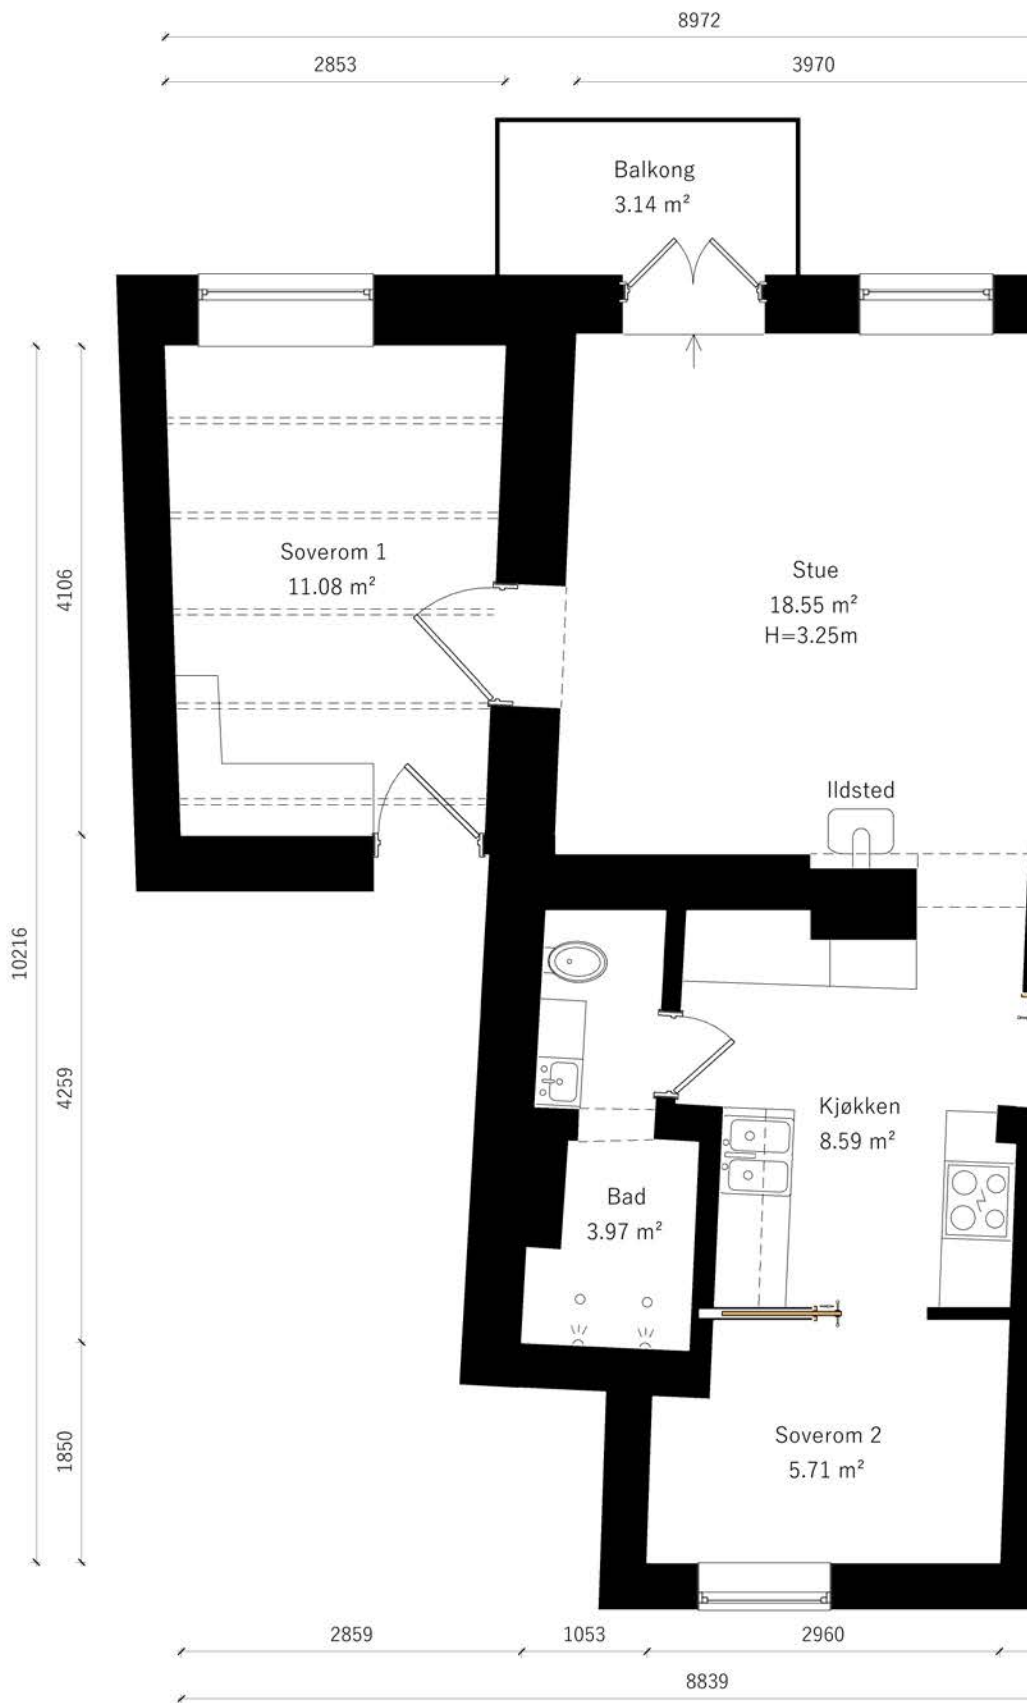 8972
2853
3970
Balkong
3.14 m²
Soverom 1
11.08 m²
Stue
18.55 m²
H=3.25m
4106
Ildsted
10216
4259
Kjøkken
8.59 m²
Bad
3.97 m²
1850
Soverom 2
5.71 m²
2859
1053
2960
8839